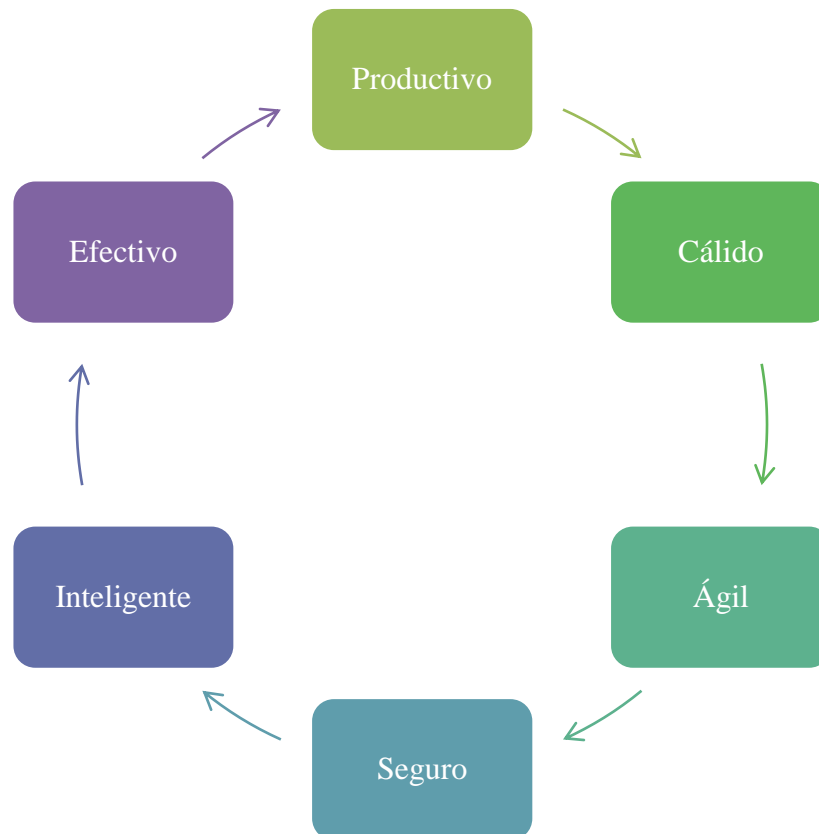 Productivo
Cálido
Ágil
Seguro
Inteligente
Efectivo